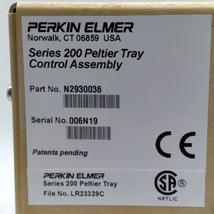 PERKIN ELMER
Norwalk, CT 06859 USA
Series 200 Peltier Tray
Control Assembly
Part No. N2930036
Serial No. 006N19
Patents pending
CE
PERKIN ELMER
Series 200 Peltier Tray
File No. LR23329C
SA
NRTL/C